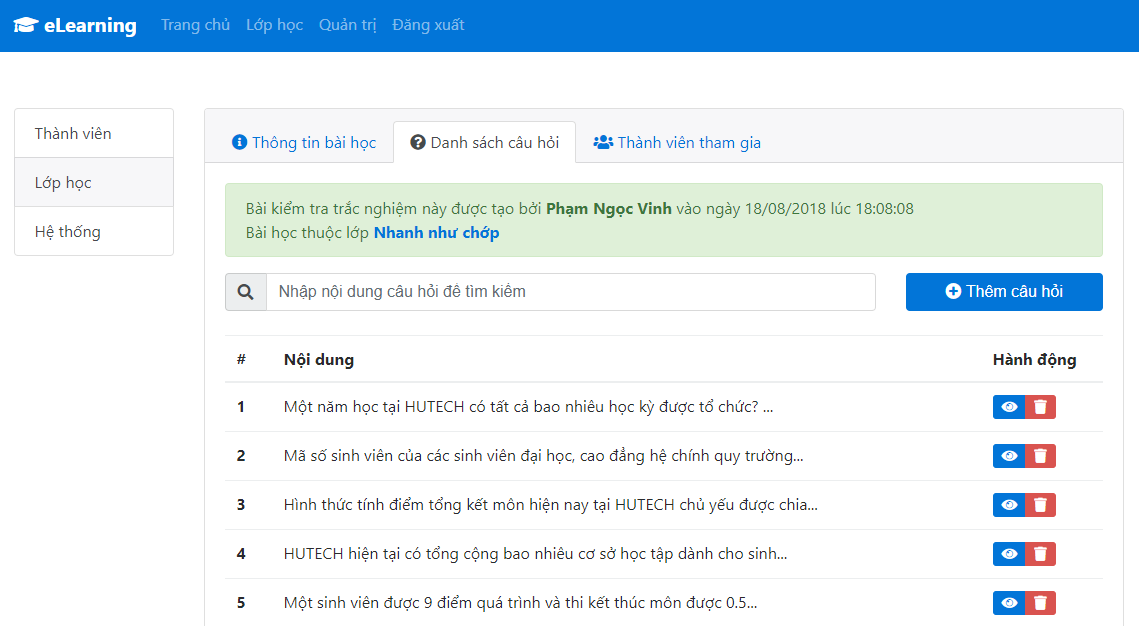 eLearning Trang chủ Lớp học Quản trị Đăng xuất
Thành viên
Lớp học
Hệ thống
Thông tin bài học Danh sách câu hỏi Thành viên tham gia
Bài kiểm tra trắc nghiệm này được tạo bởi Phạm Ngọc Vinh vào ngày 18/08/2018 lúc 18:08:08
Bài học thuộc lớp Nhanh như chớp
Nhập nội dung câu hỏi để tìm kiếm Thêm câu hỏi
# Nội dung Hành động
1 Một năm học tại HUTECH có tất cả bao nhiêu học kỳ được tổ chức? ...
2 Mã số sinh viên của các sinh viên đại học, cao đẳng hệ chính quy trường...
3 Hình thức tính điểm tổng kết môn hiện nay tại HUTECH chủ yếu được chia...
4 HUTECH hiện tại có tổng cộng bao nhiêu cơ sở học tập dành cho sinh...
5 Một sinh viên được 9 điểm quá trình và thi kết thúc môn được 0.5...